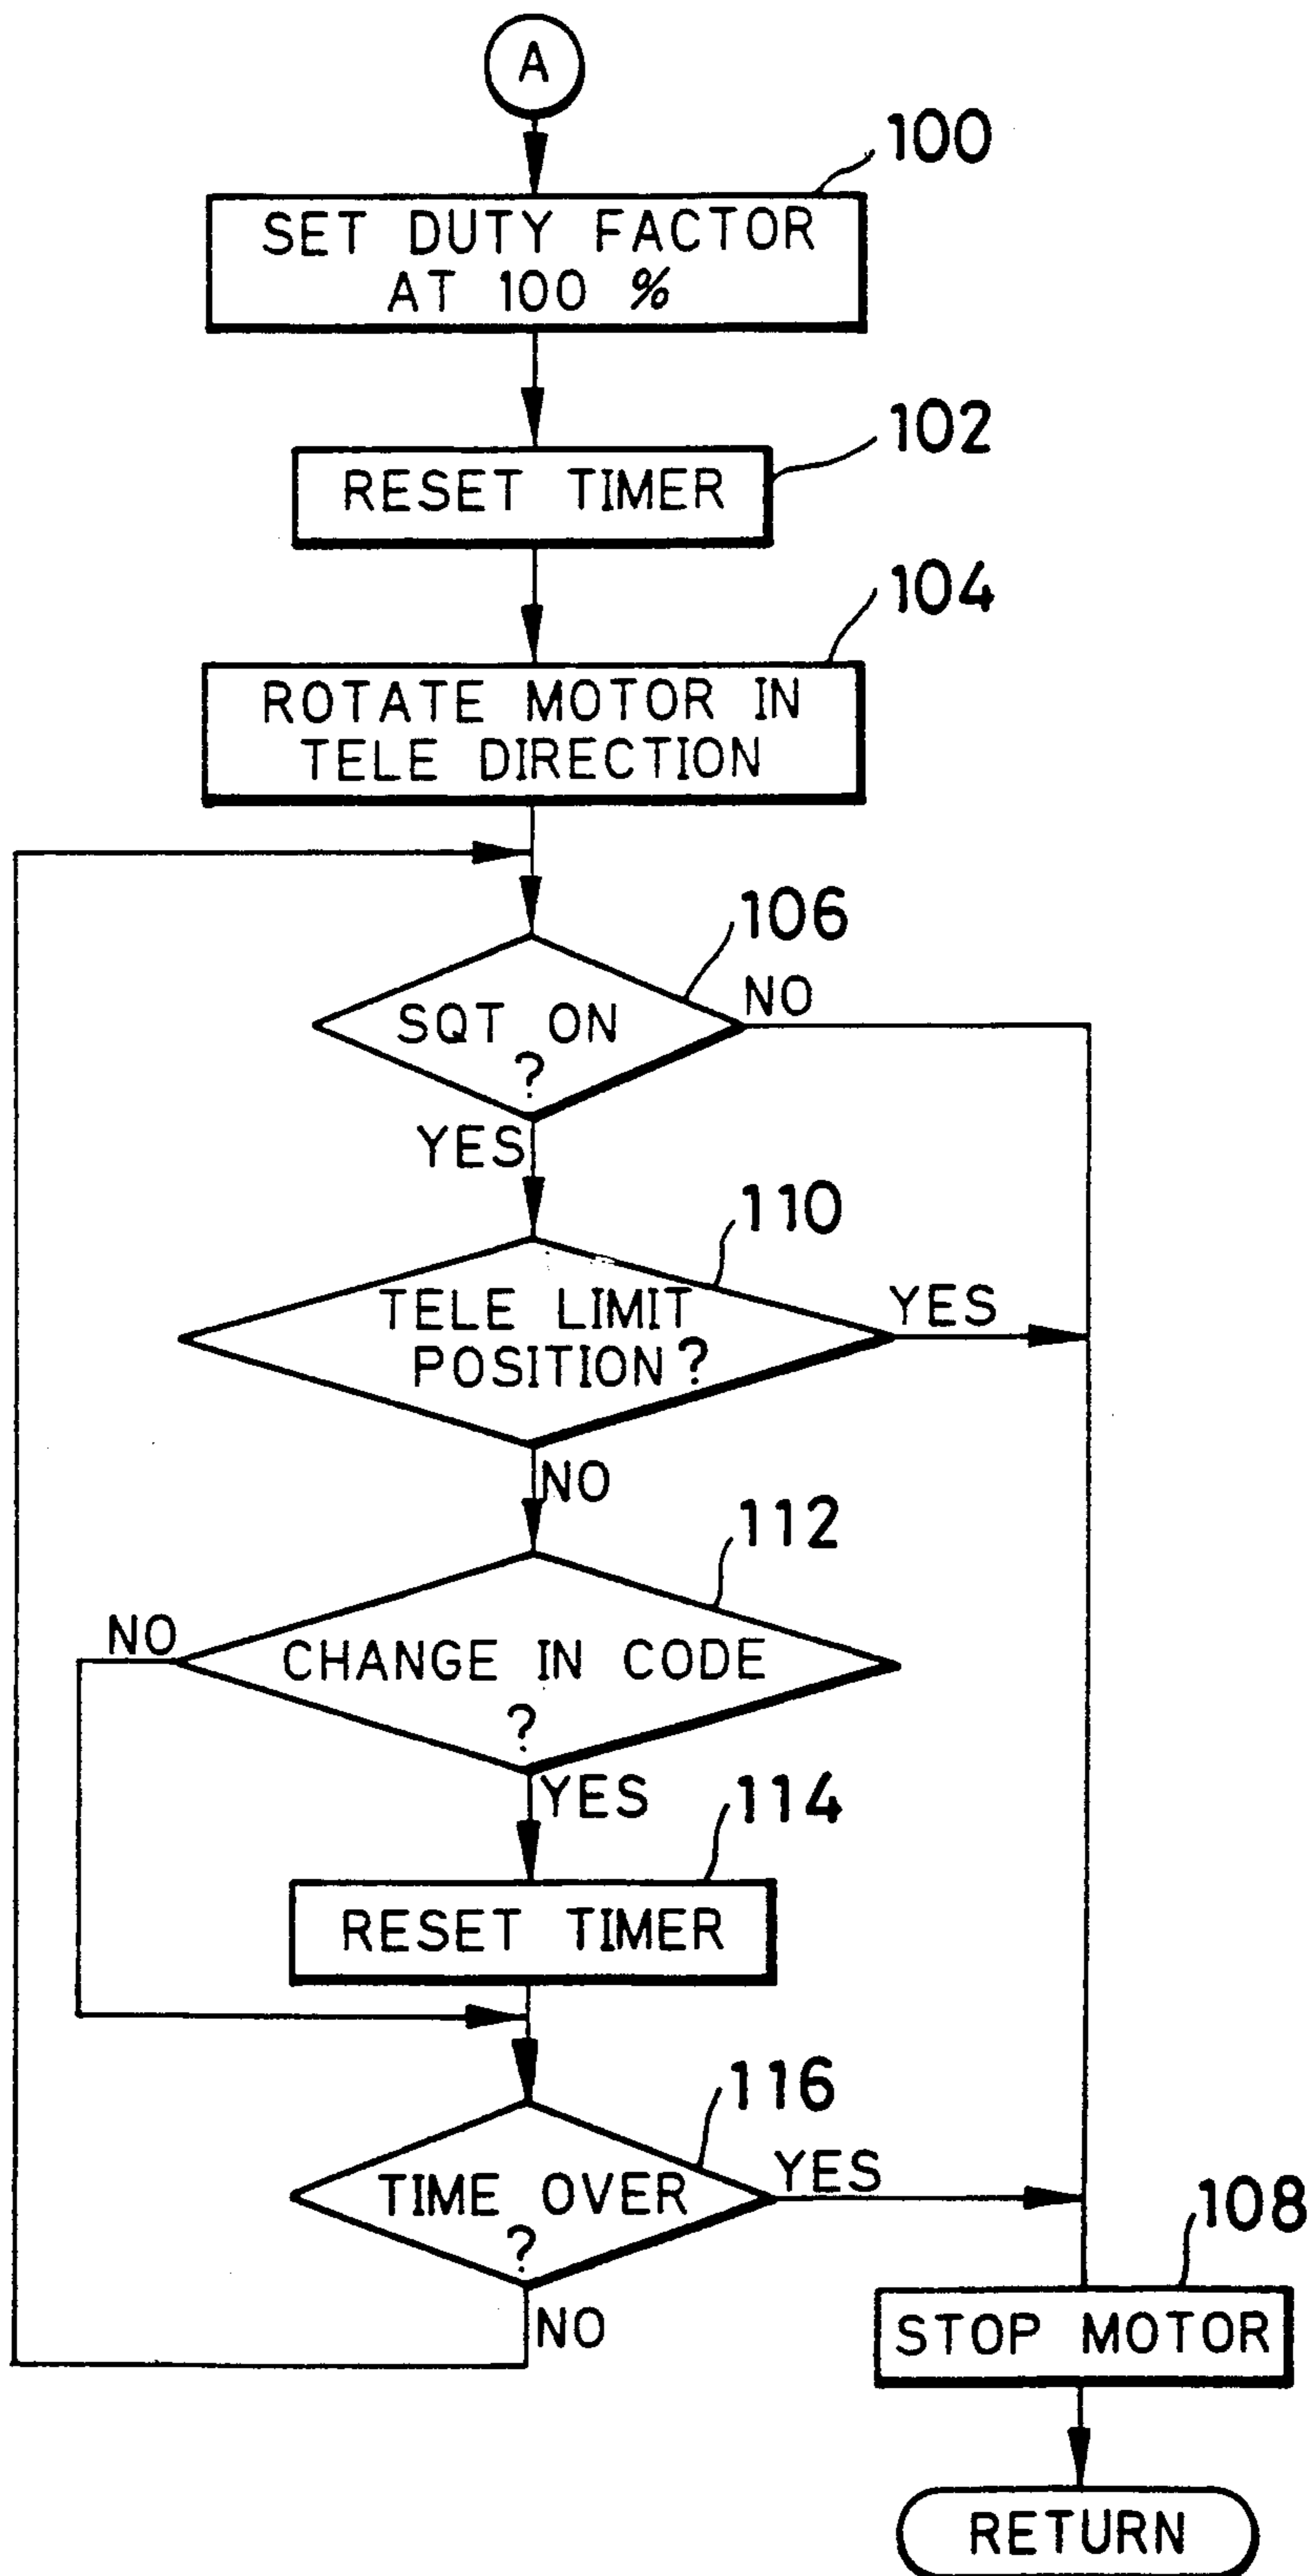 A
100
SET DUTY FACTOR
AT 100 %
102
RESET TIMER
104
ROTATE MOTOR IN
TELE DIRECTION
106
SQT ON
?
NO
YES
110
TELE LIMIT
POSITION?
YES
NO
112
CHANGE IN CODE
?
NO
YES
114
RESET TIMER
116
TIME OVER
?
YES
NO
108
STOP MOTOR
RETURN